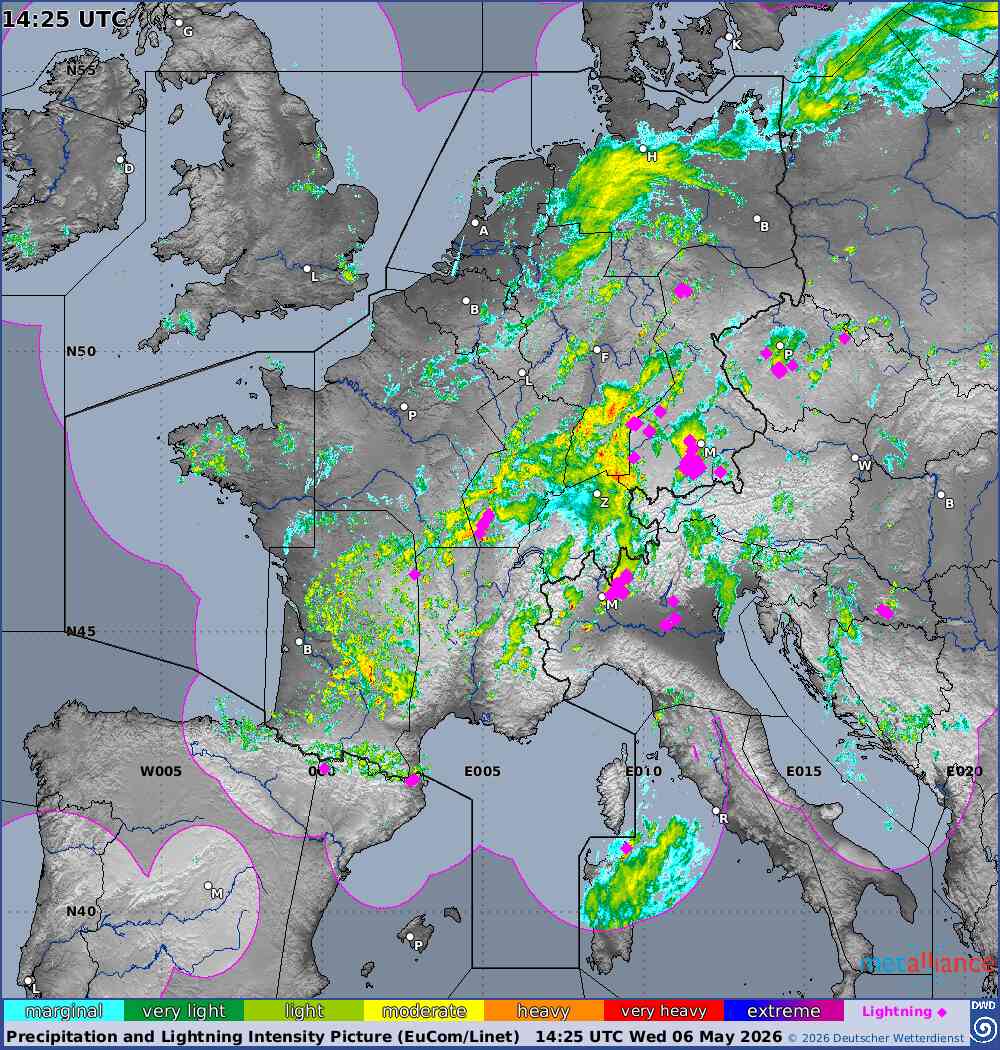 14:25 UTC
G
K
N55
H
D
A
B
L
B
N50
F
P
L
P
M
W
Z
B
M
N45
B
W005
000
E005
E010
E015
E020
R
M
N40
P
metalliance
L
marginal very light light moderate heavy very heavy extreme Lightning
DWD
Precipitation and Lightning Intensity Picture (EuCom/Linet) 14:25 UTC Wed 06 May 2026 © 2026 Deutscher Wetterdienst